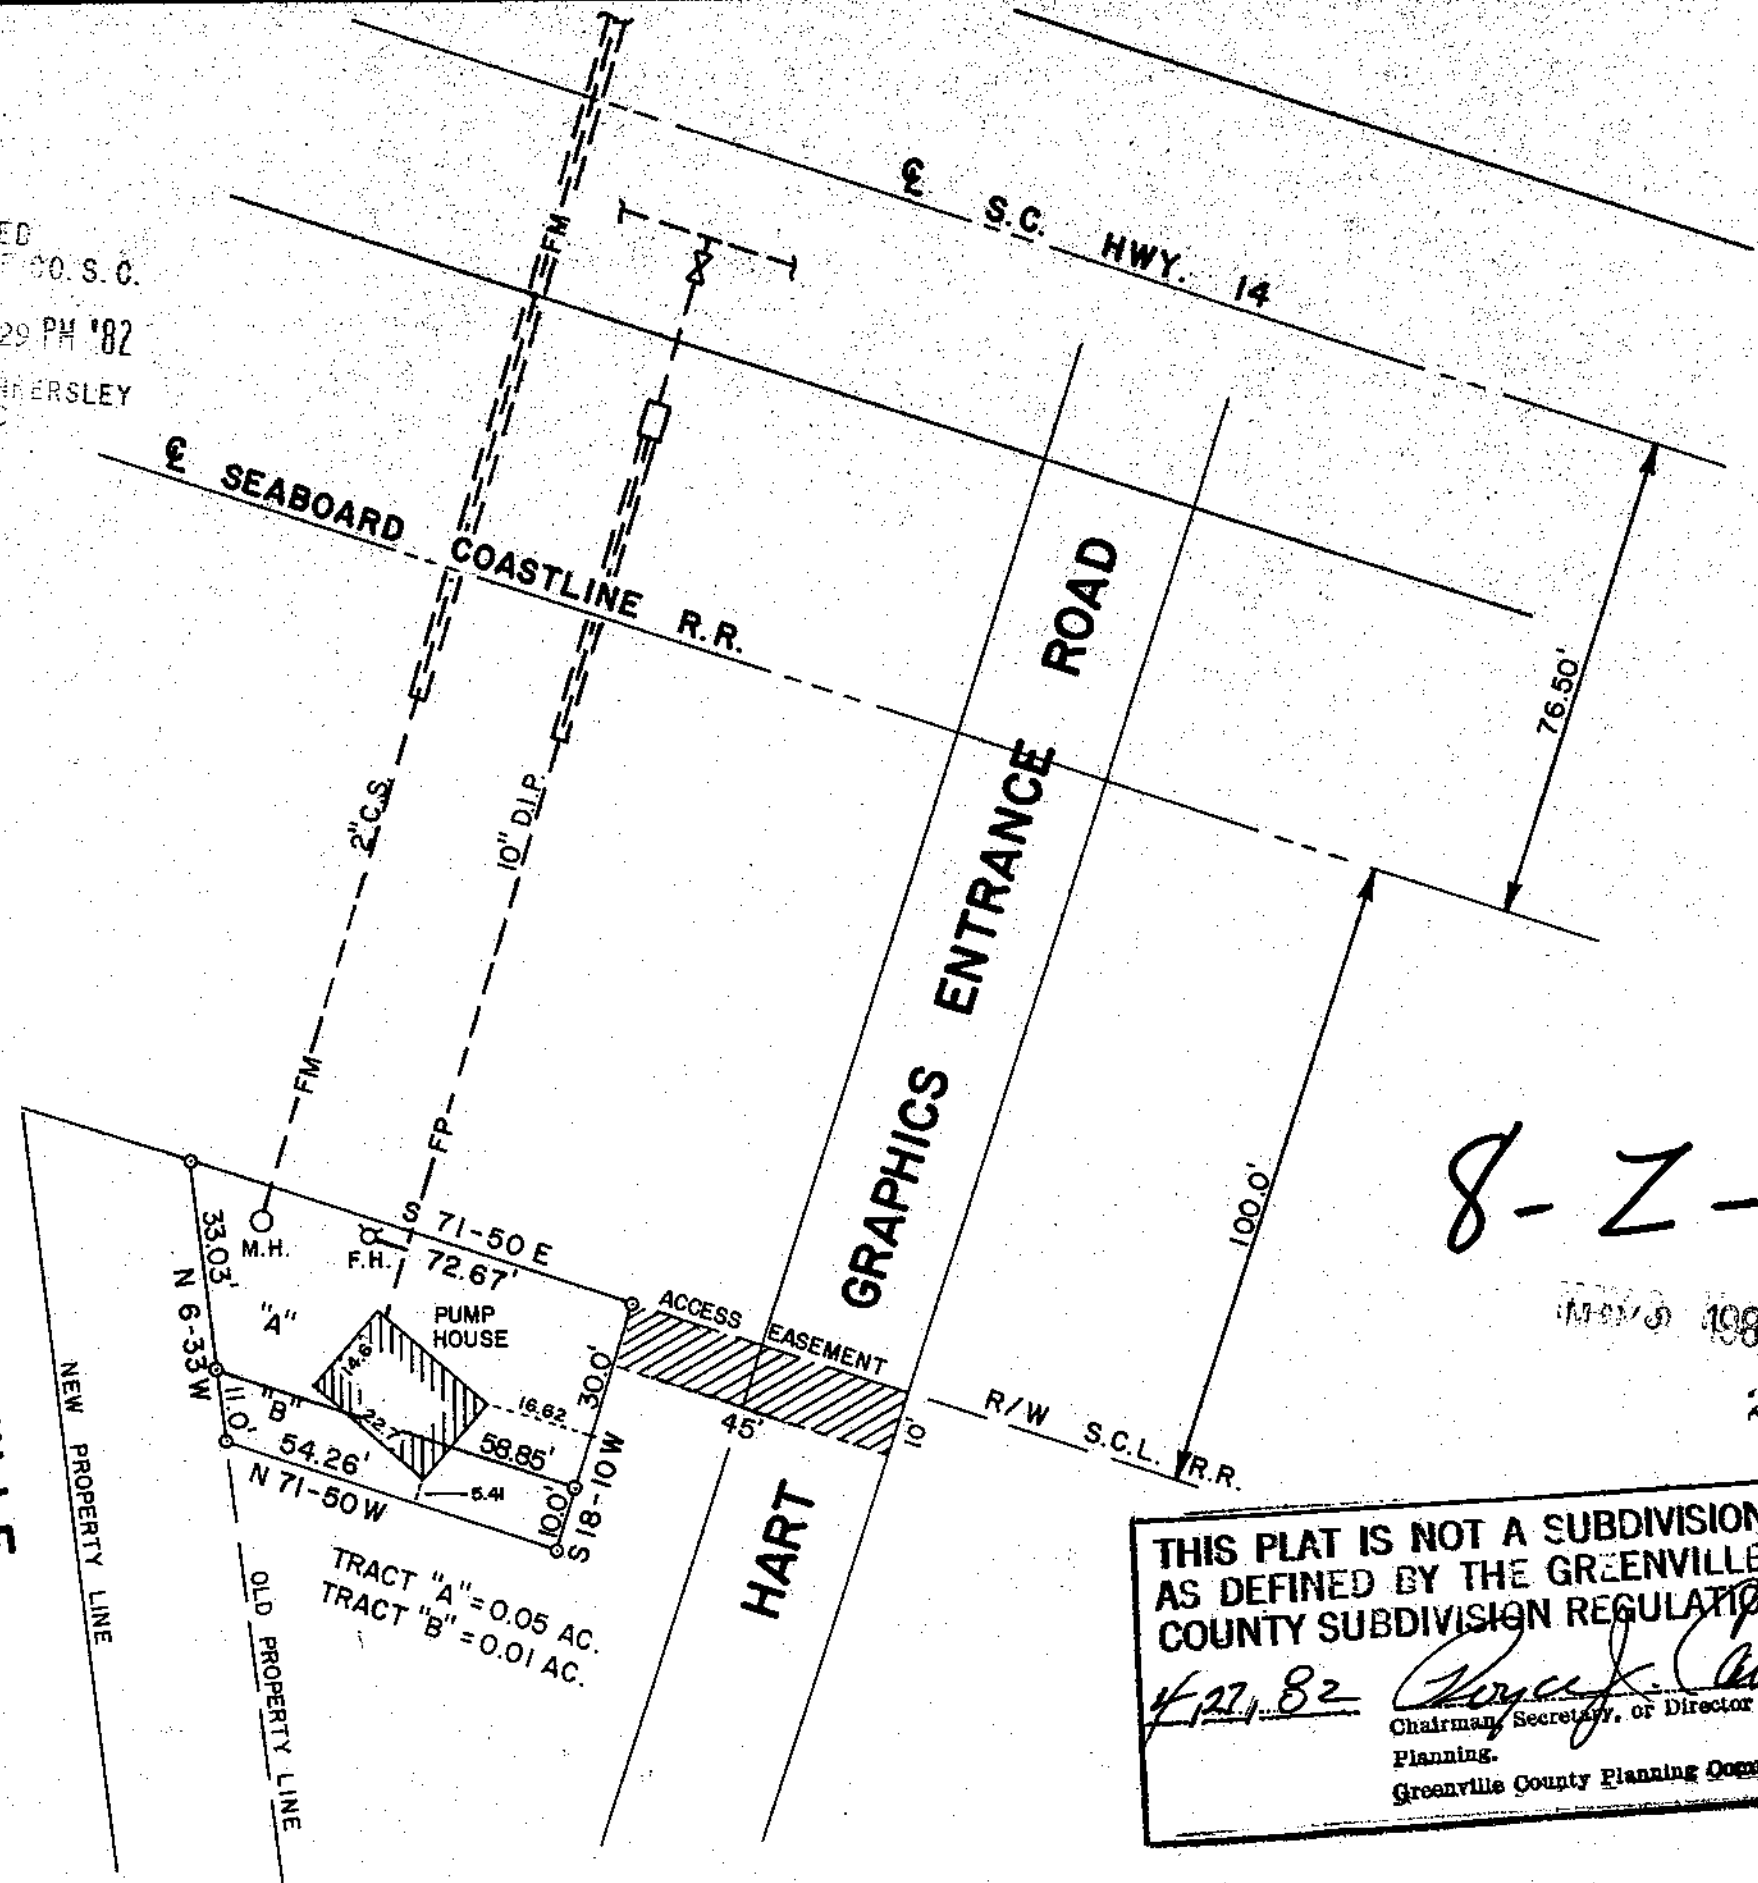 ED
CO. S. C.
29 PM '82
ERSLEY
℄ S.C. HWY. 14
℄ SEABOARD COASTLINE R.R.
FM
2" C.S.
10" D.I.P.
FM
FP
HART GRAPHICS ENTRANCE ROAD
76.50'
100.0'
8-Z-
198
S 71-50 E
72.67'
33.03'
N 6-33 W
M.H.
F.H.
"A"
PUMP
HOUSE
14.67
22.7
16.62
30.0'
ACCESS EASEMENT
45'
10'
R/W S.C.L. R.R.
11.0'
"B"
54.26'
58.85'
N 71-50 W
5.41
10.0'
S 18-10 W
TRACT "A" = 0.05 AC.
TRACT "B" = 0.01 AC.
NEW PROPERTY LINE
OLD PROPERTY LINE
THIS PLAT IS NOT A SUBDIVISION
AS DEFINED BY THE GREENVILLE
COUNTY SUBDIVISION REGULATIO
4,27,82
Chairman, Secretary, or Director
Planning.
Greenville County Planning Com